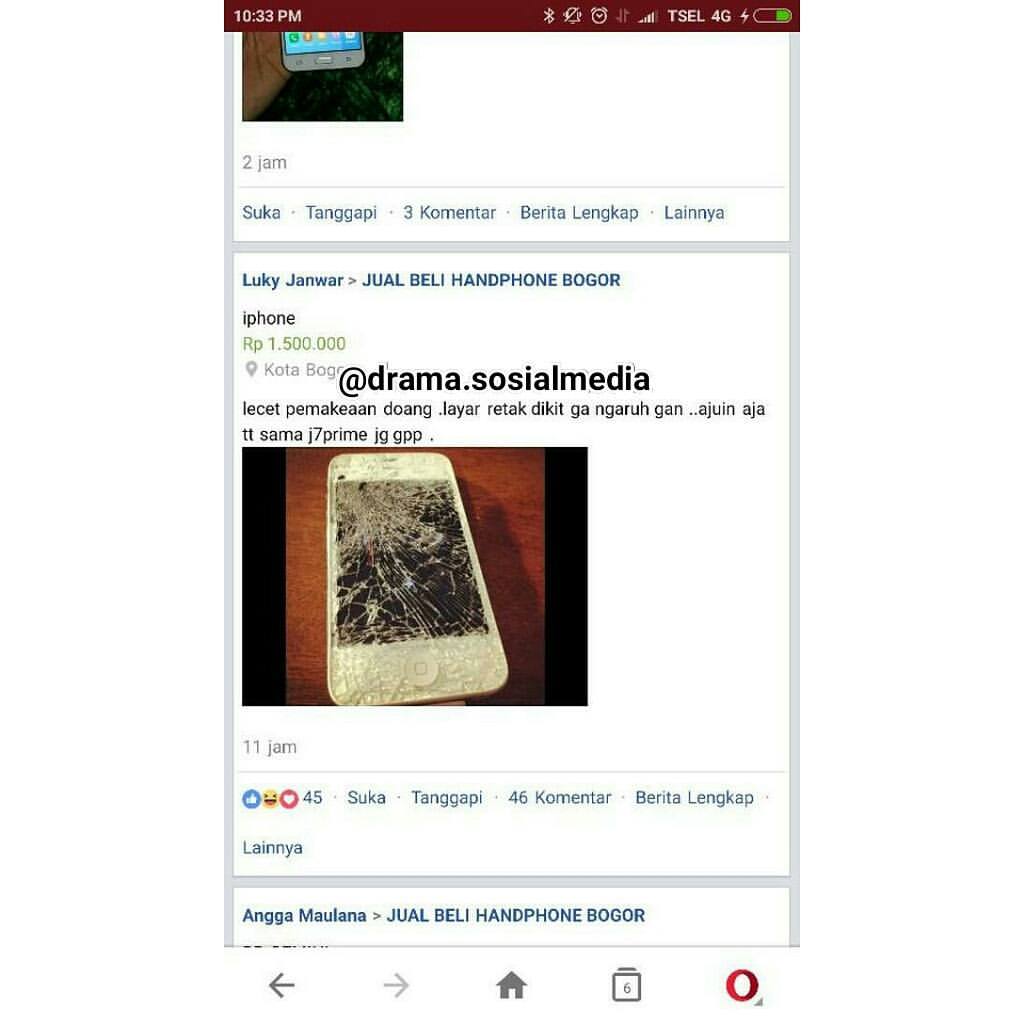 10:33 PM TSEL 4G
2 jam
Suka · Tanggapi · 3 Komentar · Berita Lengkap · Lainnya
Luky Janwar > JUAL BELI HANDPHONE BOGOR
iphone
Rp 1.500.000
Kota
@drama.sosialmedia
lecet pemakeaan doang .layar retak dikit ga ngaruh gan ..ajuin aja
tt sama j7prime jg gpp .
11 jam
45 · Suka · Tanggapi · 46 Komentar · Berita Lengkap ·
Lainnya
Angga Maulana > JUAL BELI HANDPHONE BOGOR
6